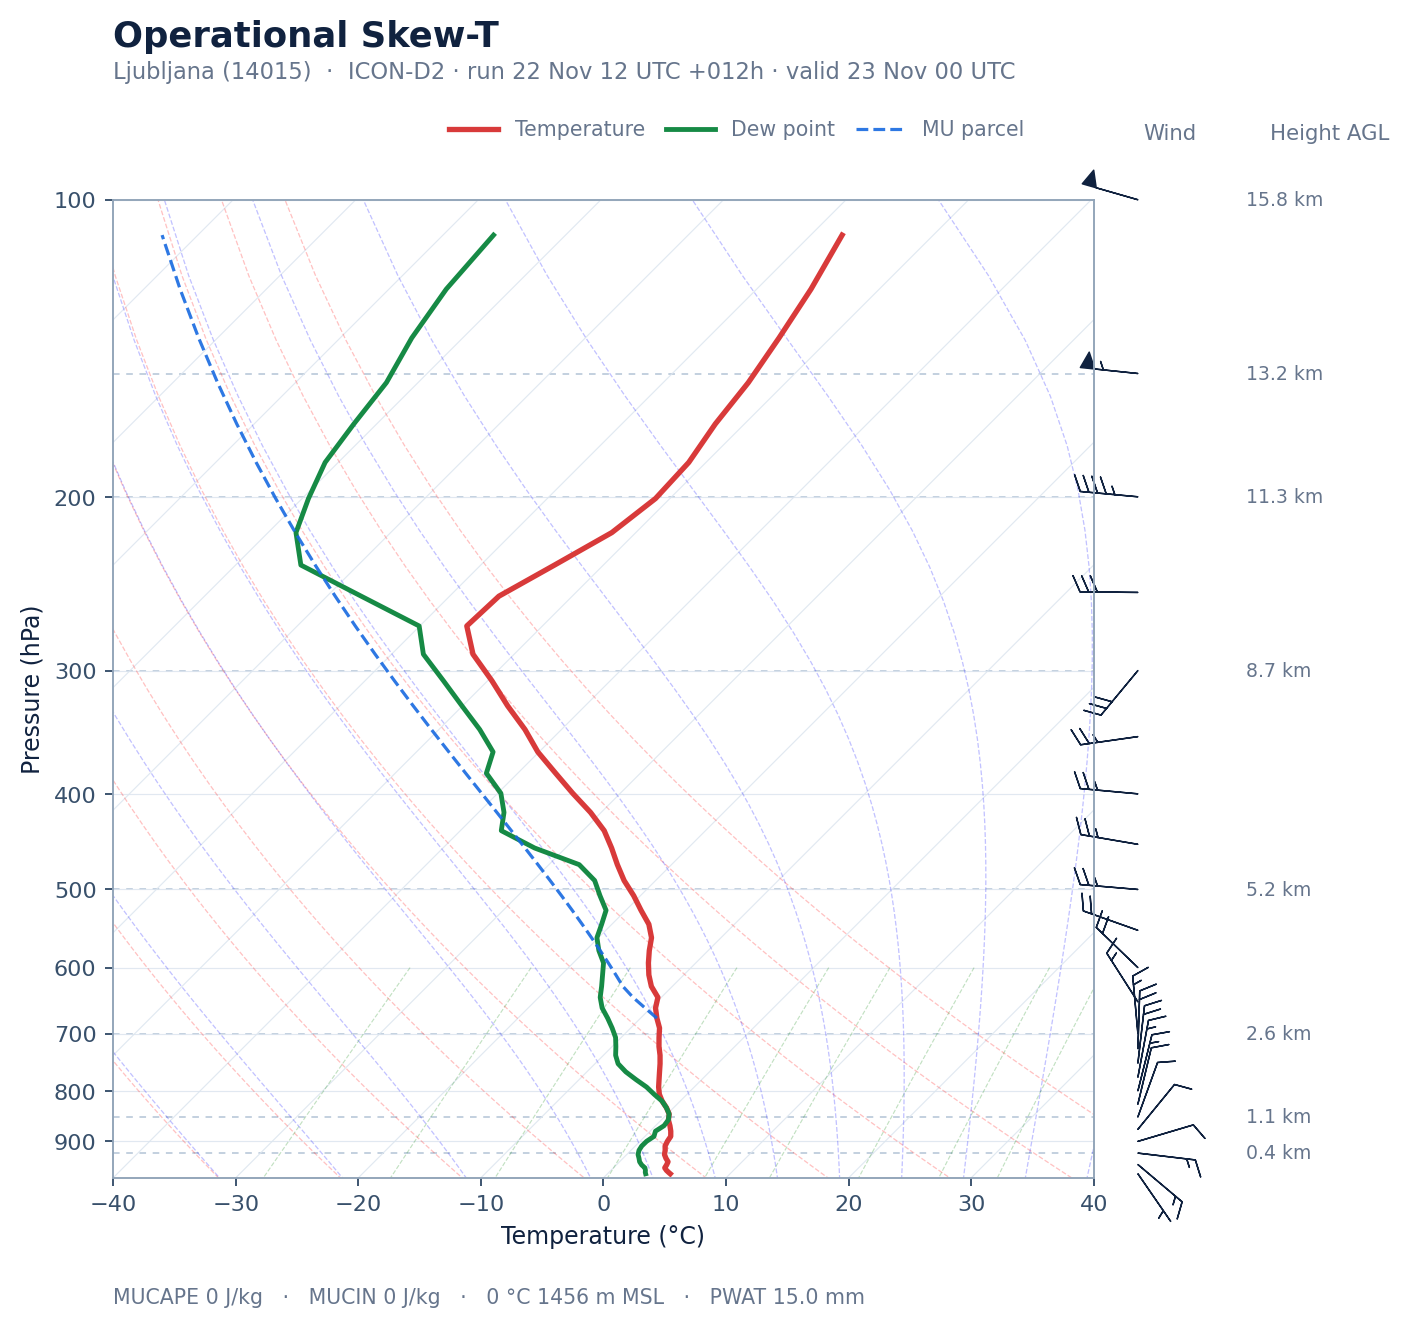 Operational Skew-T
Ljubljana (14015)  ·  ICON-D2 · run 22 Nov 12 UTC +012h · valid 23 Nov 00 UTC
Temperature Dew point MU parcel Wind Height AGL
100 15.8 km
13.2 km
200 11.3 km
300 8.7 km
400
500 5.2 km
600
700 2.6 km
800
1.1 km
900
0.4 km
Pressure (hPa)
−40 −30 −20 −10 0 10 20 30 40
Temperature (°C)
MUCAPE 0 J/kg   ·   MUCIN 0 J/kg   ·   0 °C 1456 m MSL   ·   PWAT 15.0 mm